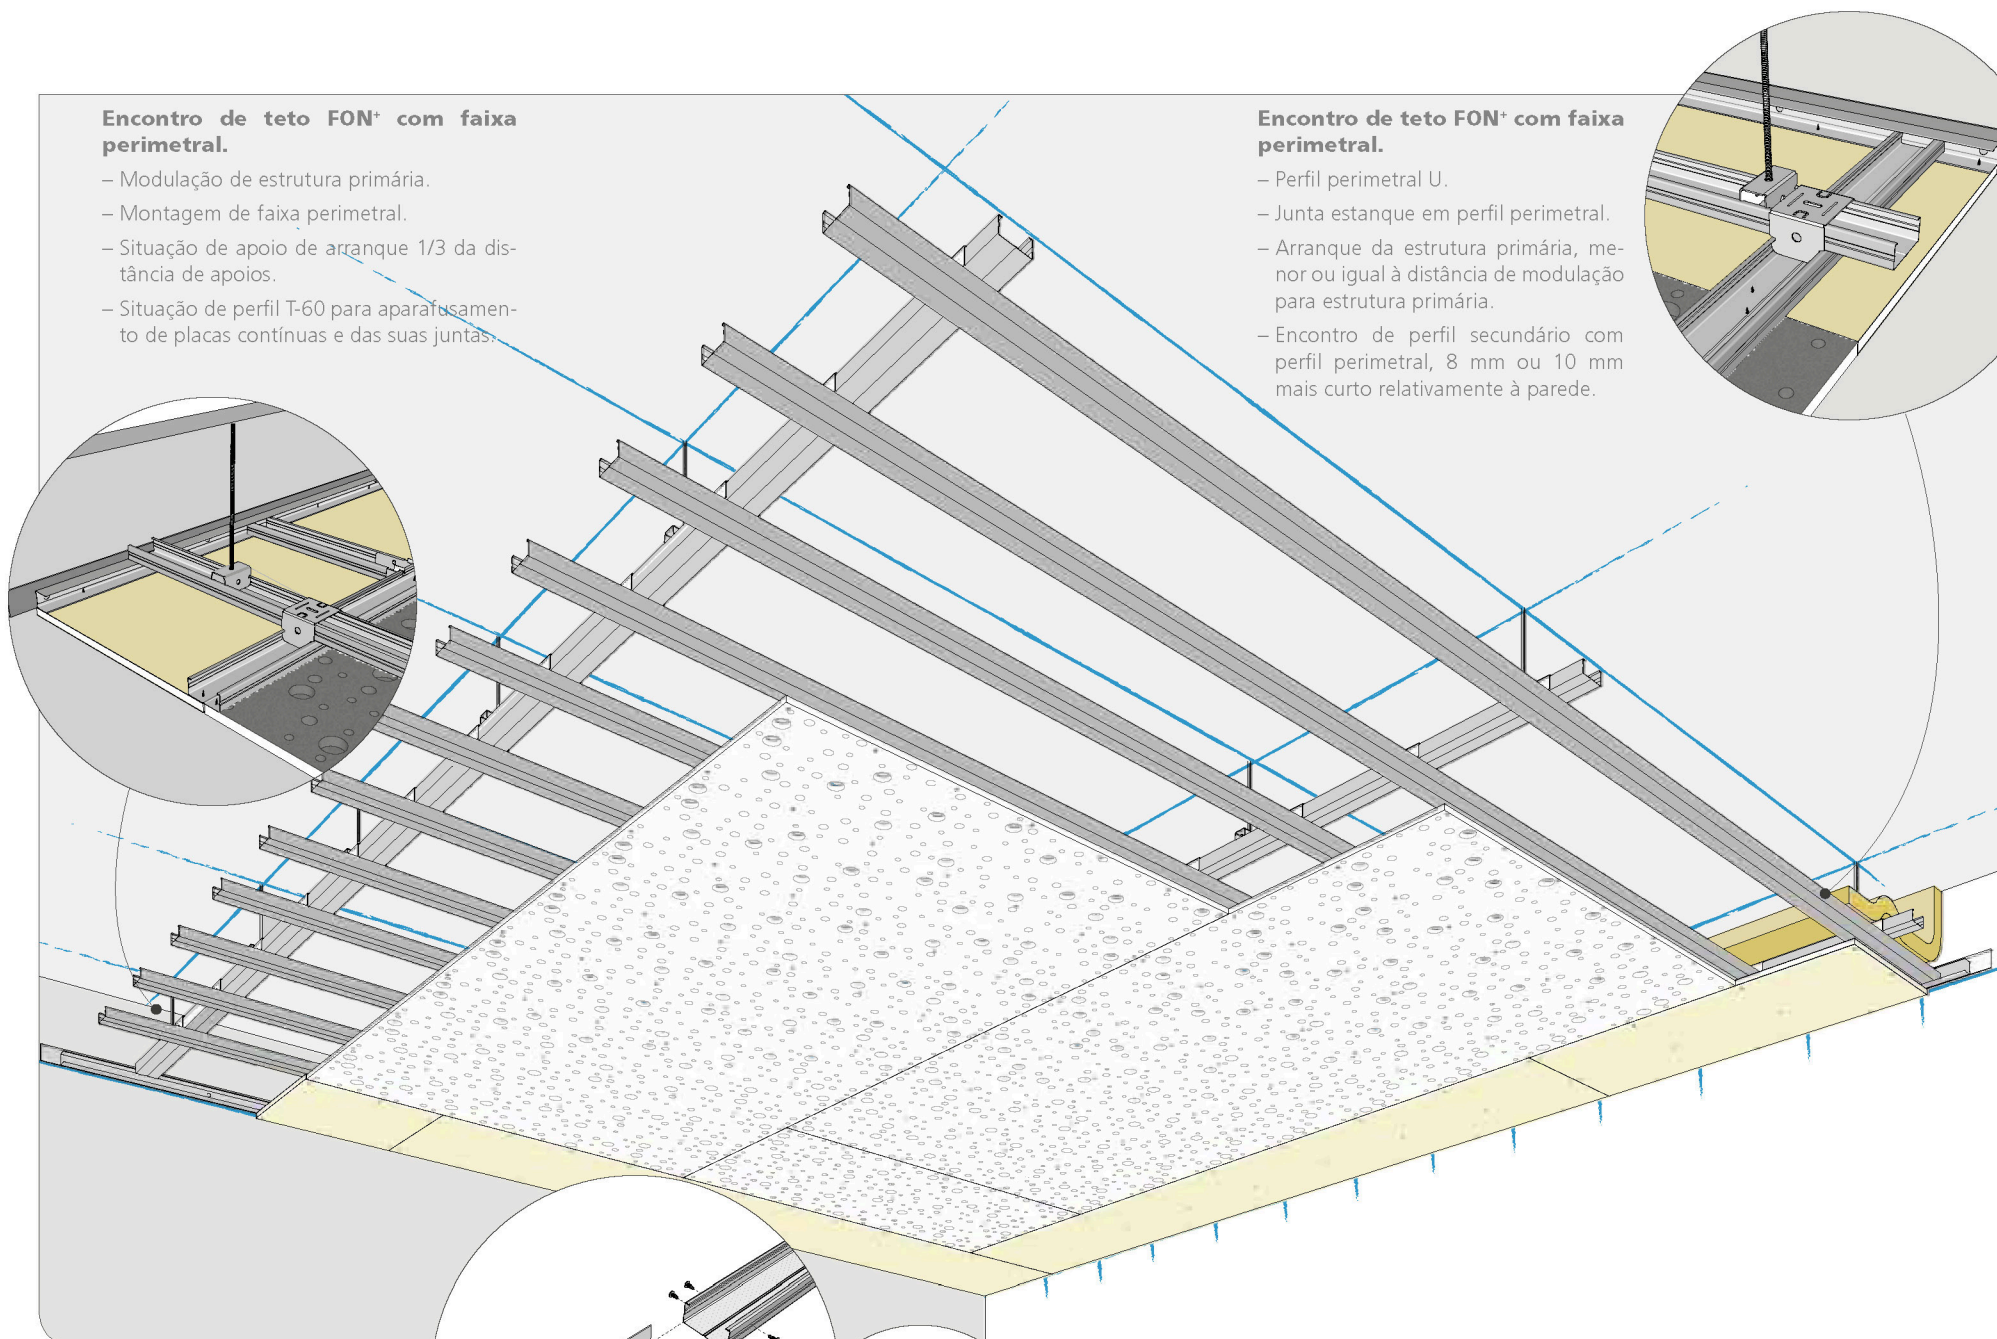 Encontro de teto FON⁺ com faixa
perimetral.
– Modulação de estrutura primária.
– Montagem de faixa perimetral.
– Situação de apoio de arranque 1/3 da dis-
tância de apoios.
– Situação de perfil T-60 para aparafusamen-
to de placas contínuas e das suas juntas.
Encontro de teto FON⁺ com faixa
perimetral.
– Perfil perimetral U.
– Junta estanque em perfil perimetral.
– Arranque da estrutura primária, me-
nor ou igual à distância de modulação
para estrutura primária.
– Encontro de perfil secundário com
perfil perimetral, 8 mm ou 10 mm
mais curto relativamente à parede.